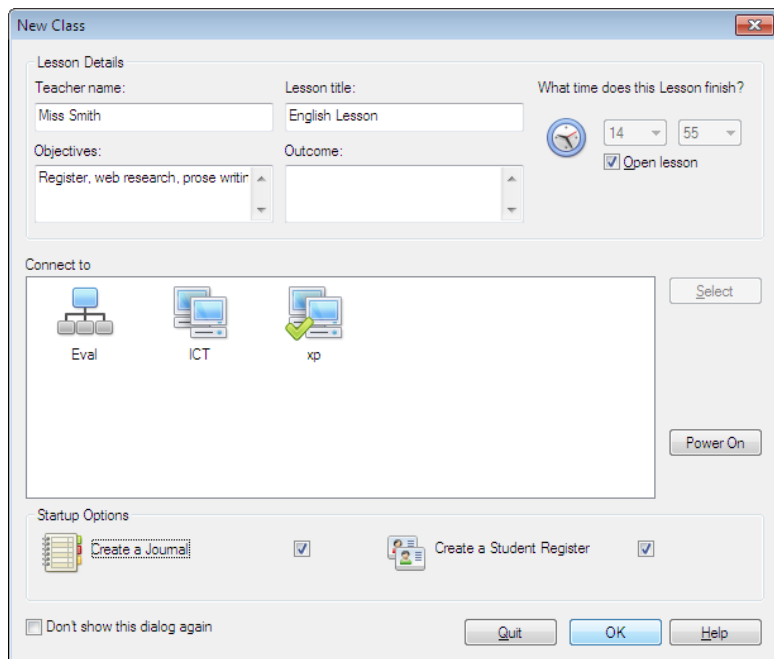 New Class
Lesson Details
Teacher name:
Lesson title:
What time does this Lesson finish?
Miss Smith
English Lesson
14
55
Objectives:
Outcome:
Open lesson
Register, web research, prose writin
Connect to
Select
Eval
ICT
xp
Power On
Startup Options
Create a Journal
Create a Student Register
Don't show this dialog again
Quit
OK
Help